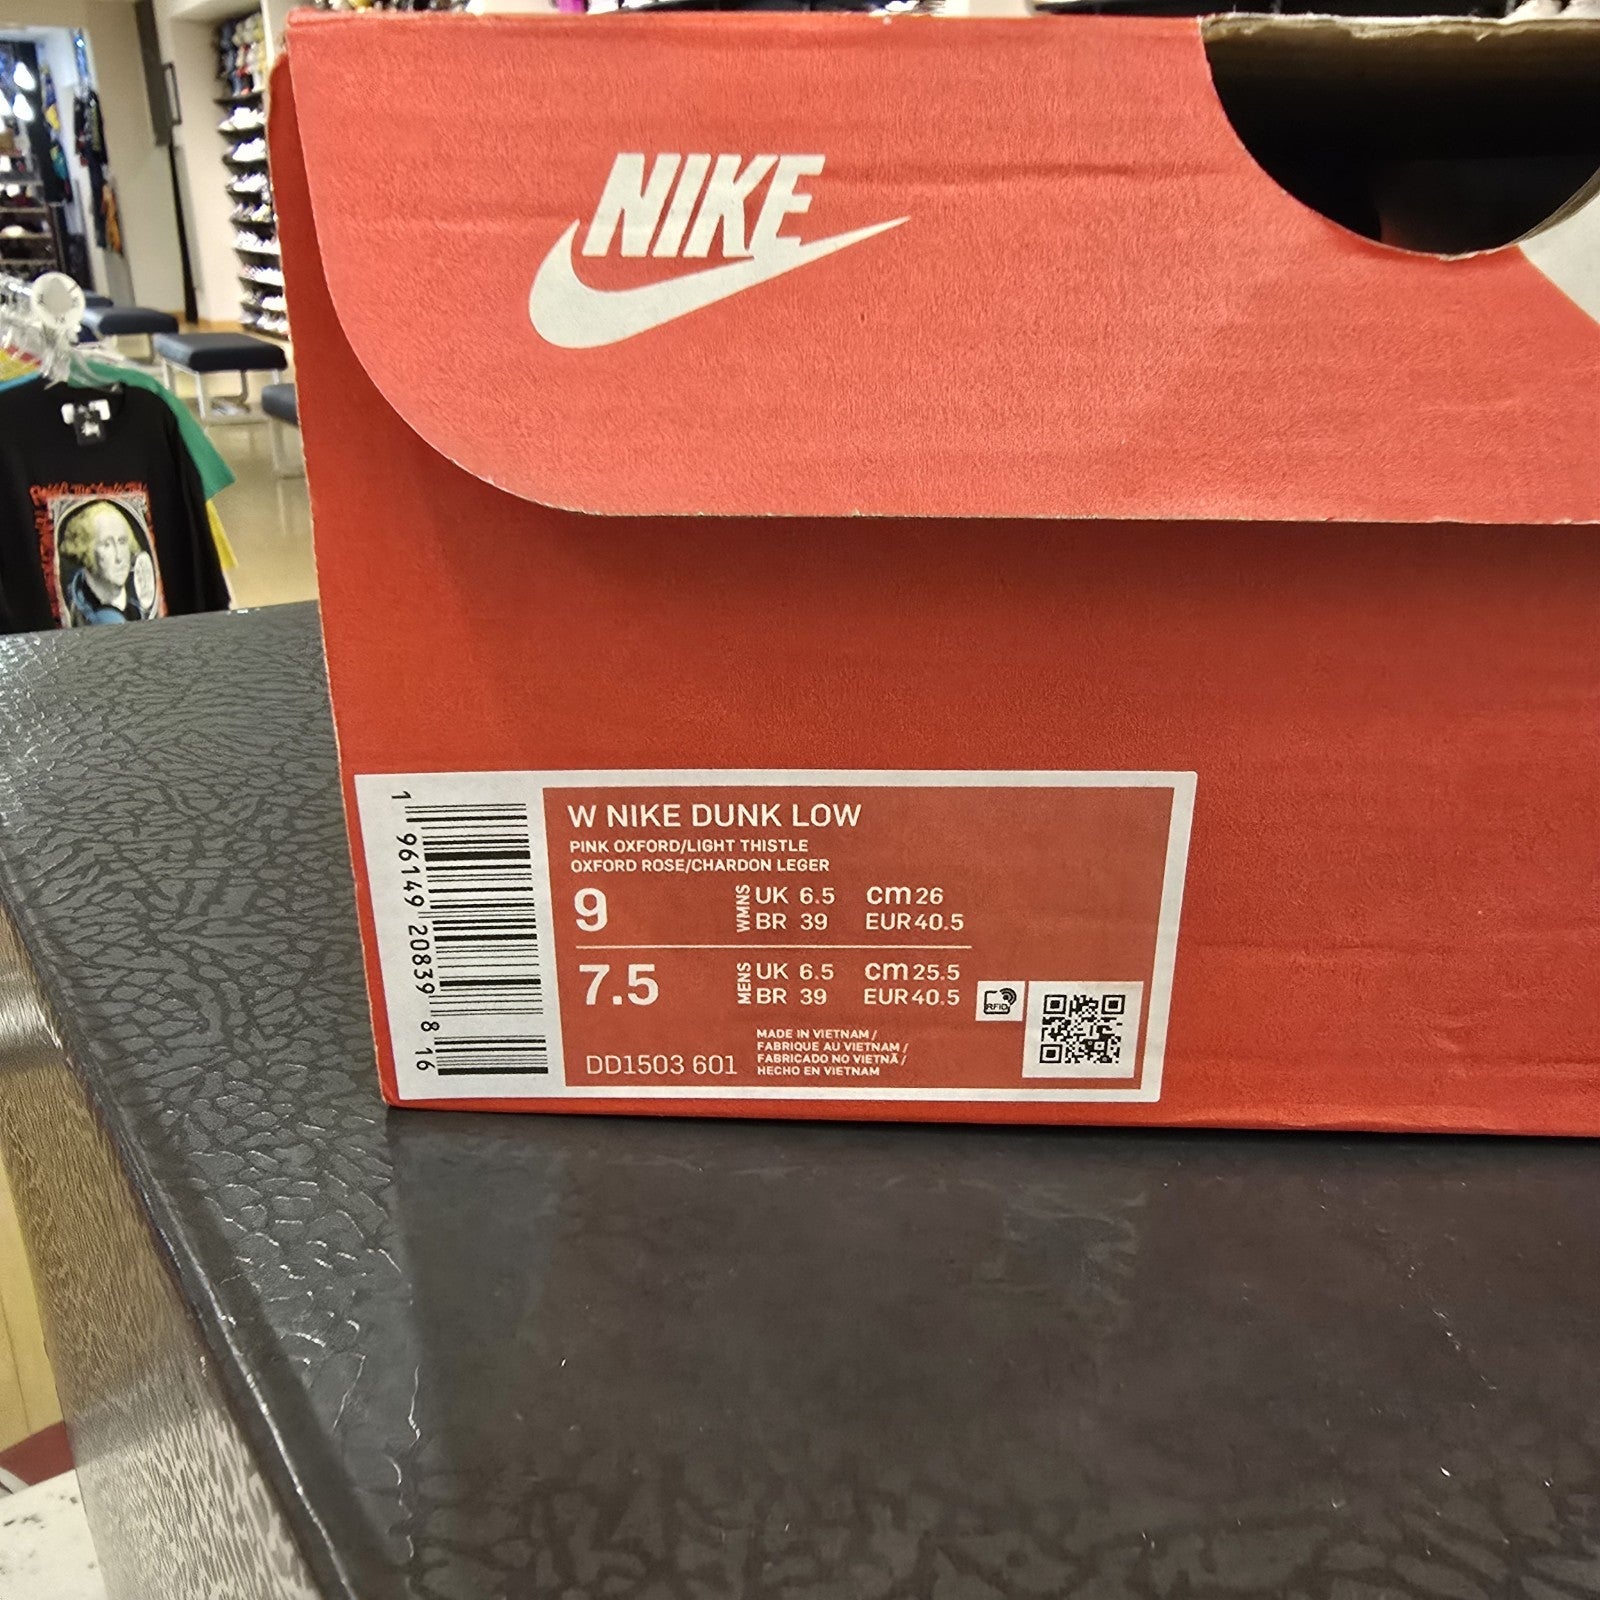 NIKE
W NIKE DUNK LOW
PINK OXFORD/LIGHT THISTLE
OXFORD ROSE/CHARDON LEGER
9 WMNS UK 6.5 cm 26
BR 39 EUR 40.5
7.5 MENS UK 6.5 cm 25.5
BR 39 EUR 40.5
RFID
MADE IN VIETNAM /
FABRIQUE AU VIETNAM /
FABRICADO NO VIETNÃ /
HECHO EN VIETNAM
DD1503 601
1 96149 20839 8 16